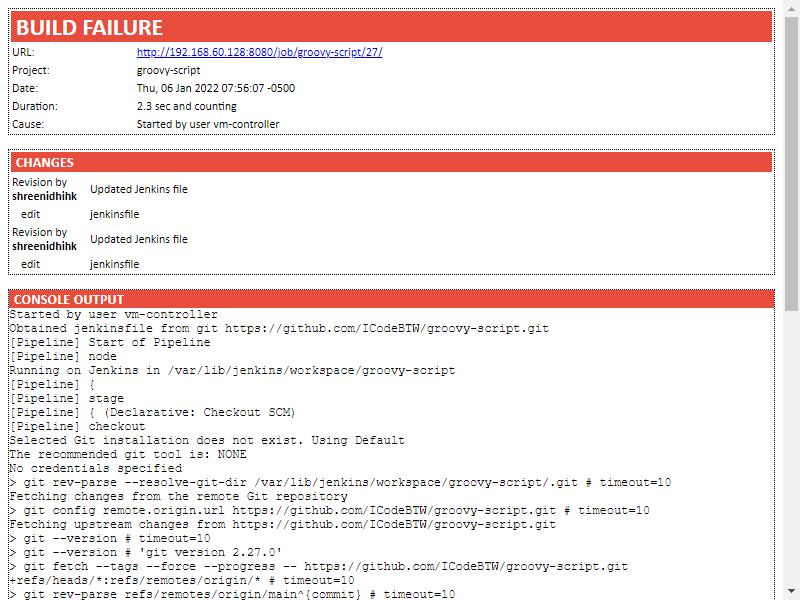 BUILD FAILURE
URL: http://192.168.60.128:8080/job/groovy-script/27/
Project: groovy-script
Date: Thu, 06 Jan 2022 07:56:07 -0500
Duration: 2.3 sec and counting
Cause: Started by user vm-controller
CHANGES
Revision by
shreenidhihk Updated Jenkins file
edit jenkinsfile
Revision by
shreenidhihk Updated Jenkins file
edit jenkinsfile
CONSOLE OUTPUT
Started by user vm-controller
Obtained jenkinsfile from git https://github.com/ICodeBTW/groovy-script.git
[Pipeline] Start of Pipeline
[Pipeline] node
Running on Jenkins in /var/lib/jenkins/workspace/groovy-script
[Pipeline] {
[Pipeline] stage
[Pipeline] { (Declarative: Checkout SCM)
[Pipeline] checkout
Selected Git installation does not exist. Using Default
The recommended git tool is: NONE
No credentials specified
> git rev-parse --resolve-git-dir /var/lib/jenkins/workspace/groovy-script/.git # timeout=10
Fetching changes from the remote Git repository
> git config remote.origin.url https://github.com/ICodeBTW/groovy-script.git # timeout=10
Fetching upstream changes from https://github.com/ICodeBTW/groovy-script.git
> git --version # timeout=10
> git --version # 'git version 2.27.0'
> git fetch --tags --force --progress -- https://github.com/ICodeBTW/groovy-script.git
+refs/heads/*:refs/remotes/origin/* # timeout=10
> git rev-parse refs/remotes/origin/main^{commit} # timeout=10